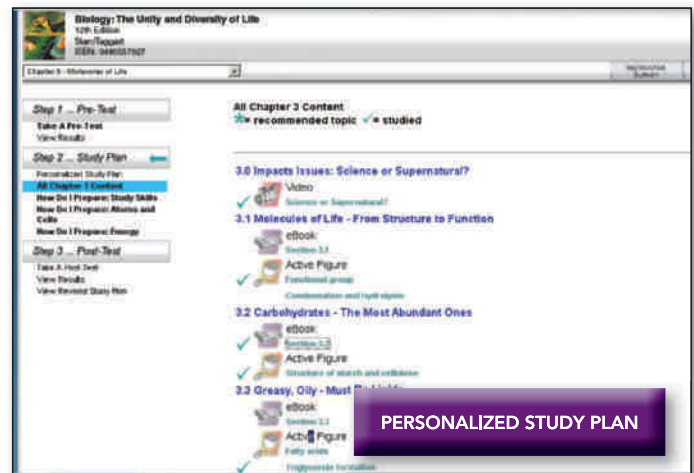 Biology: The Unity and Diversity of Life
12th Edition
Starr/Taggart
Chapter 3 - Molecules of Life
Step 1 ... Pre-Test
Take A Pre-Test
View Results
Step 2 ... Study Plan
Personalized Study Plan
All Chapter 3 Content
How Do I Prepare: Study Skills
How Do I Prepare: Atoms and
Cells
How Do I Prepare: Energy
Step 3 ... Post-Test
Take A Post-Test
View Results
View Revised Study Plan
All Chapter 3 Content
= recommended topic ✓= studied
3.0 Impacts Issues: Science or Supernatural?
Video
Science or Supernatural?
3.1 Molecules of Life - From Structure to Function
eBook
Section 3.1
Active Figure
Functional group
Condensation and hydrolysis
3.2 Carbohydrates - The Most Abundant Ones
eBook
Section 3.2
Active Figure
Structure of starch and cellulose
3.3 Greasy, Oily - Must Be Lipids
eBook
Section 3.3
Active Figure
Fatty acids
Triglyceride formation
PERSONALIZED STUDY PLAN